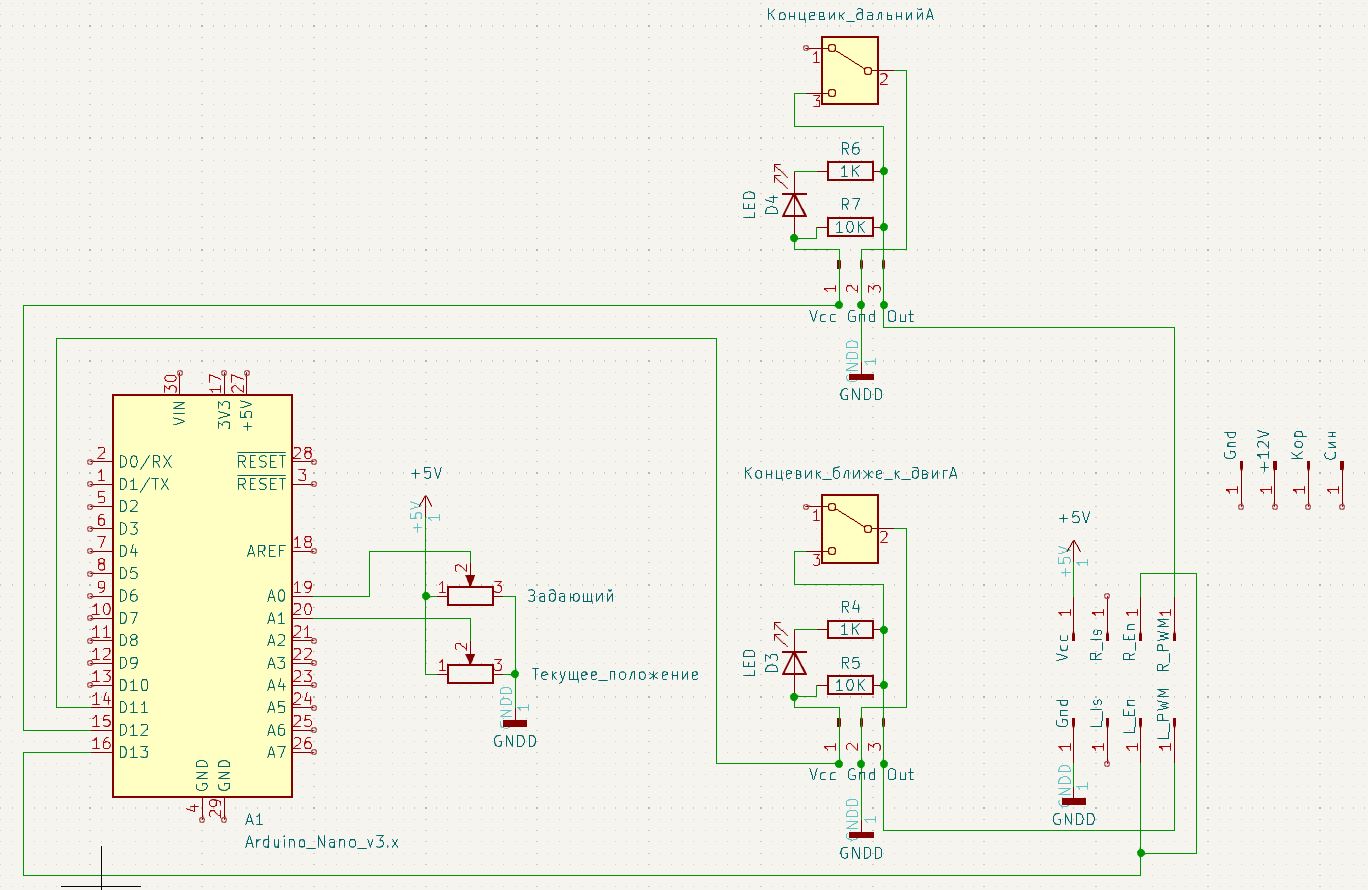 Концевик_дальнийA
1
2
3
R6
1K
LED
D4
R7
10K
1 2 3
Vcc Gnd Out
GNDD
1
GNDD
30 17 27
VIN 3V3 +5V
2 D0/RX RESET 28
1 D1/TX RESET 3
5 D2
6 D3
7 D4 AREF 18
8 D5
9 D6 A0 19
10 D7 A1 20
11 D8 A2 21
12 D9 A3 22
13 D10 A4 23
14 D11 A5 24
15 D12 A6 25
16 D13 A7 26
GND GND
4 29
A1
Arduino_Nano_v3.x
+5V
+5V
1
2
1 3 Задающий
2
1 3 Текущее_положение
GNDD
1
GNDD
Концевик_ближе_к_двигA
1
2
3
R4
1K
LED
D3
R5
10K
1 2 3
Vcc Gnd Out
GNDD
1
GNDD
Gnd +12V Кор Син
1 1 1 1
+5V
+5V
1
1 1 1 1
Vcc R_Is R_En R_PWM
Gnd L_Is L_En L_PWM
1 1 1 1
GNDD
1
GNDD